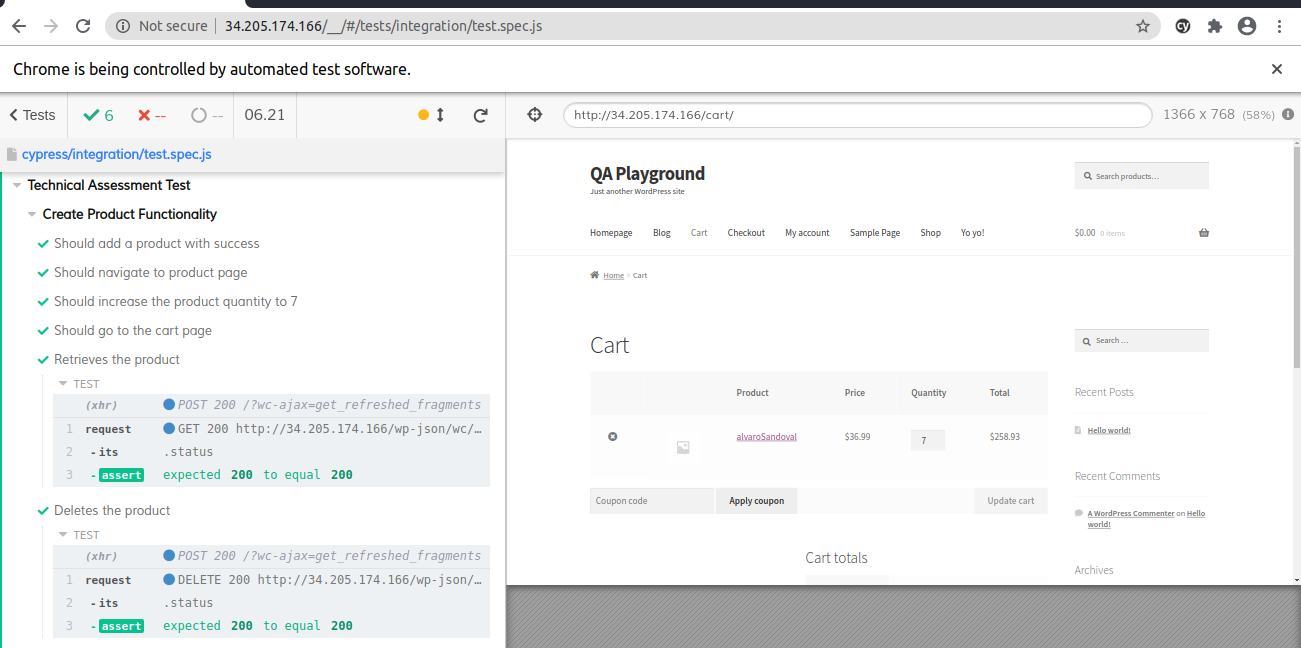 Not secure 34.205.174.166/__/#/tests/integration/test.spec.js
Chrome is being controlled by automated test software.
Tests 6 -- -- 06.21
http://34.205.174.166/cart/ 1366 x 768 (58%)
cypress/integration/test.spec.js
Technical Assessment Test
Create Product Functionality
Should add a product with success
Should navigate to product page
Should increase the product quantity to 7
Should go to the cart page
Retrieves the product
TEST
(xhr) POST 200 /?wc-ajax=get_refreshed_fragments
1 request GET 200 http://34.205.174.166/wp-json/wc/…
2 -its .status
3 -assert expected 200 to equal 200
Deletes the product
TEST
(xhr) POST 200 /?wc-ajax=get_refreshed_fragments
1 request DELETE 200 http://34.205.174.166/wp-json/…
2 -its .status
3 -assert expected 200 to equal 200
QA Playground
Just another WordPress site
Search products…
Homepage Blog Cart Checkout My account Sample Page Shop Yo yo!
$0.00 0 items
Home › Cart
Cart
Product Price Quantity Total
alvaroSandoval $36.99 7 $258.93
Coupon code Apply coupon Update cart
Cart totals
Search …
Recent Posts
Hello world!
Recent Comments
A WordPress Commenter on Hello
world!
Archives